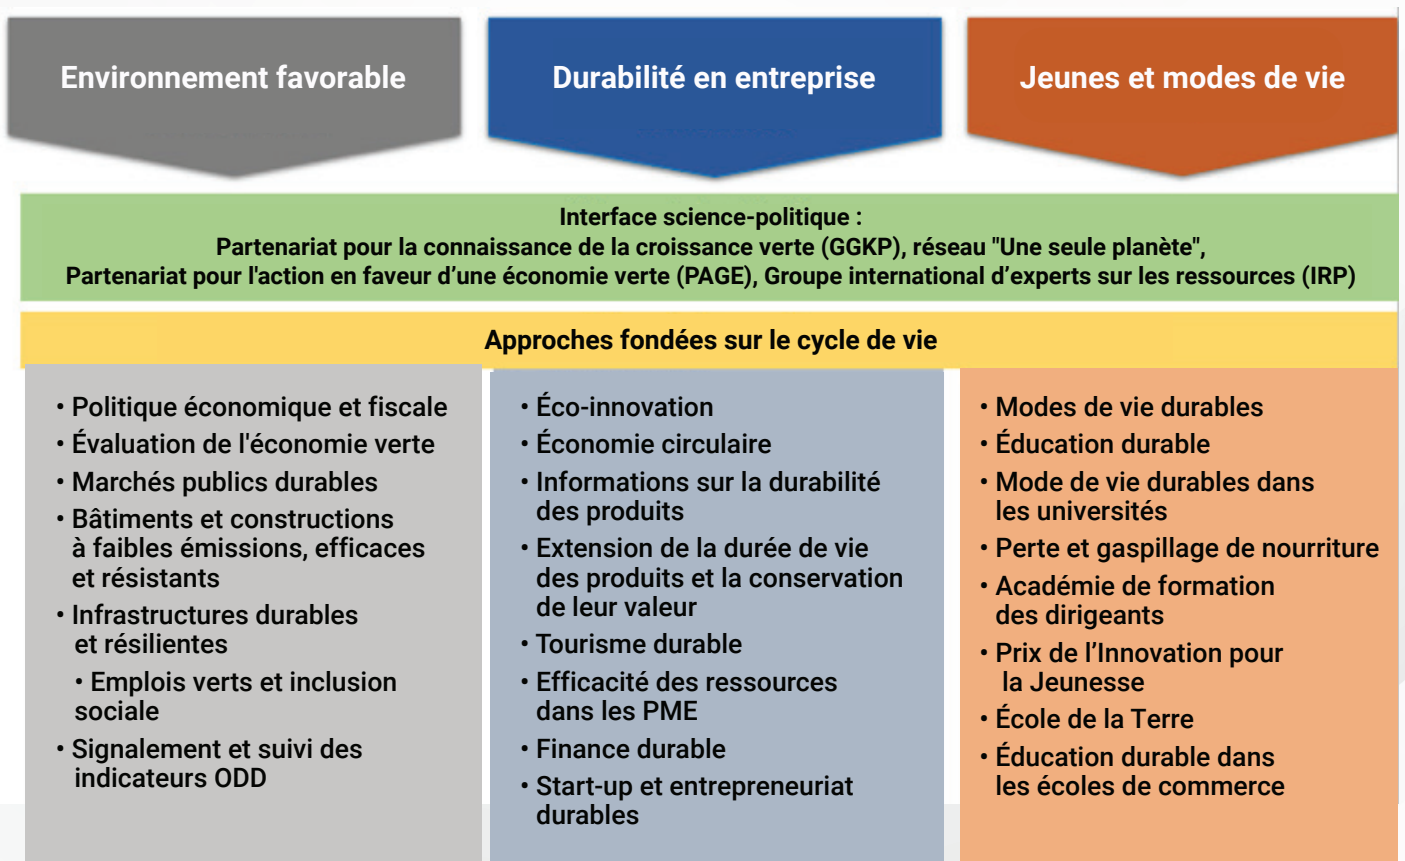 Environnement favorable
Durabilité en entreprise
Jeunes et modes de vie
Interface science-politique :
Partenariat pour la connaissance de la croissance verte (GGKP), réseau "Une seule planète",
Partenariat pour l'action en faveur d’une économie verte (PAGE), Groupe international d’experts sur les ressources (IRP)
Approches fondées sur le cycle de vie
• Politique économique et fiscale
• Évaluation de l'économie verte
• Marchés publics durables
• Bâtiments et constructions
à faibles émissions, efficaces
et résistants
• Infrastructures durables
et résilientes
• Emplois verts et inclusion
sociale
• Signalement et suivi des
indicateurs ODD
• Éco-innovation
• Économie circulaire
• Informations sur la durabilité
des produits
• Extension de la durée de vie
des produits et la conservation
de leur valeur
• Tourisme durable
• Efficacité des ressources
dans les PME
• Finance durable
• Start-up et entrepreneuriat
durables
• Modes de vie durables
• Éducation durable
• Mode de vie durables dans
les universités
• Perte et gaspillage de nourriture
• Académie de formation
des dirigeants
• Prix de l’Innovation pour
la Jeunesse
• École de la Terre
• Éducation durable dans
les écoles de commerce